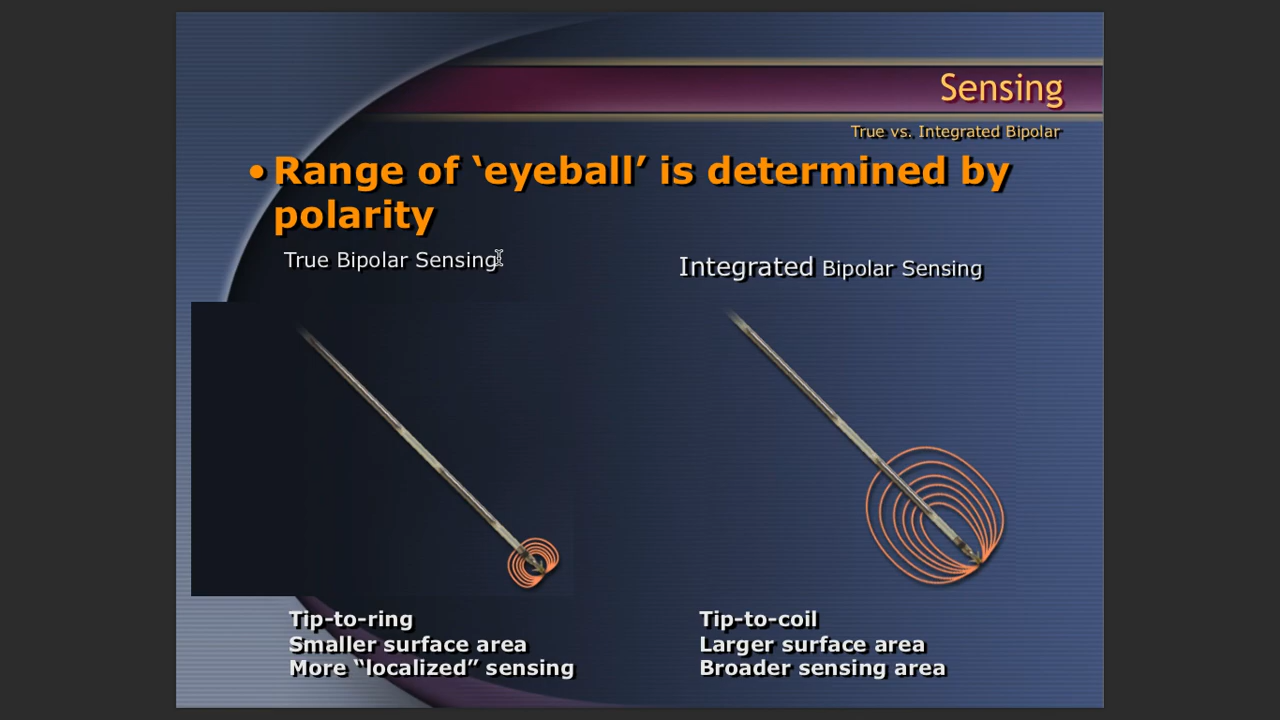 Sensing
True vs. Integrated Bipolar
• Range of ‘eyeball’ is determined by
polarity
True Bipolar Sensing
Integrated Bipolar Sensing
Tip-to-ring
Smaller surface area
More “localized” sensing
Tip-to-coil
Larger surface area
Broader sensing area